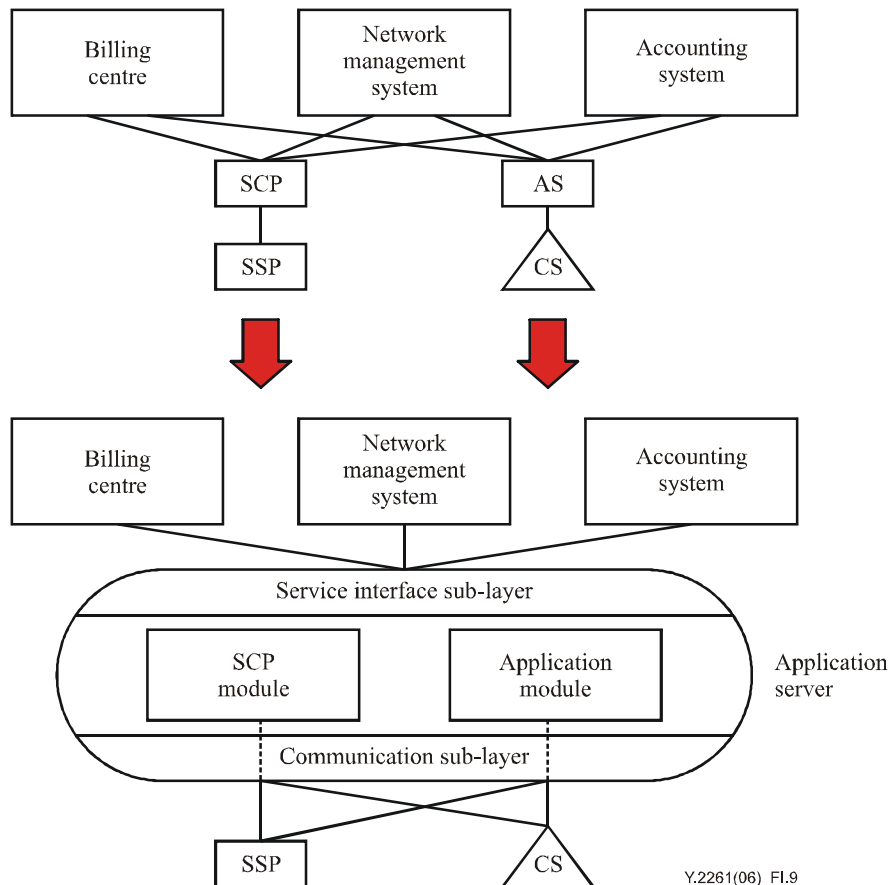 Billing
centre
Network
management
system
Accounting
system
SCP
AS
SSP
CS
Billing
centre
Network
management
system
Accounting
system
Service interface sub-layer
SCP
module
Application
module
Application
server
Communication sub-layer
SSP
CS
Y.2261(06)_FI.9